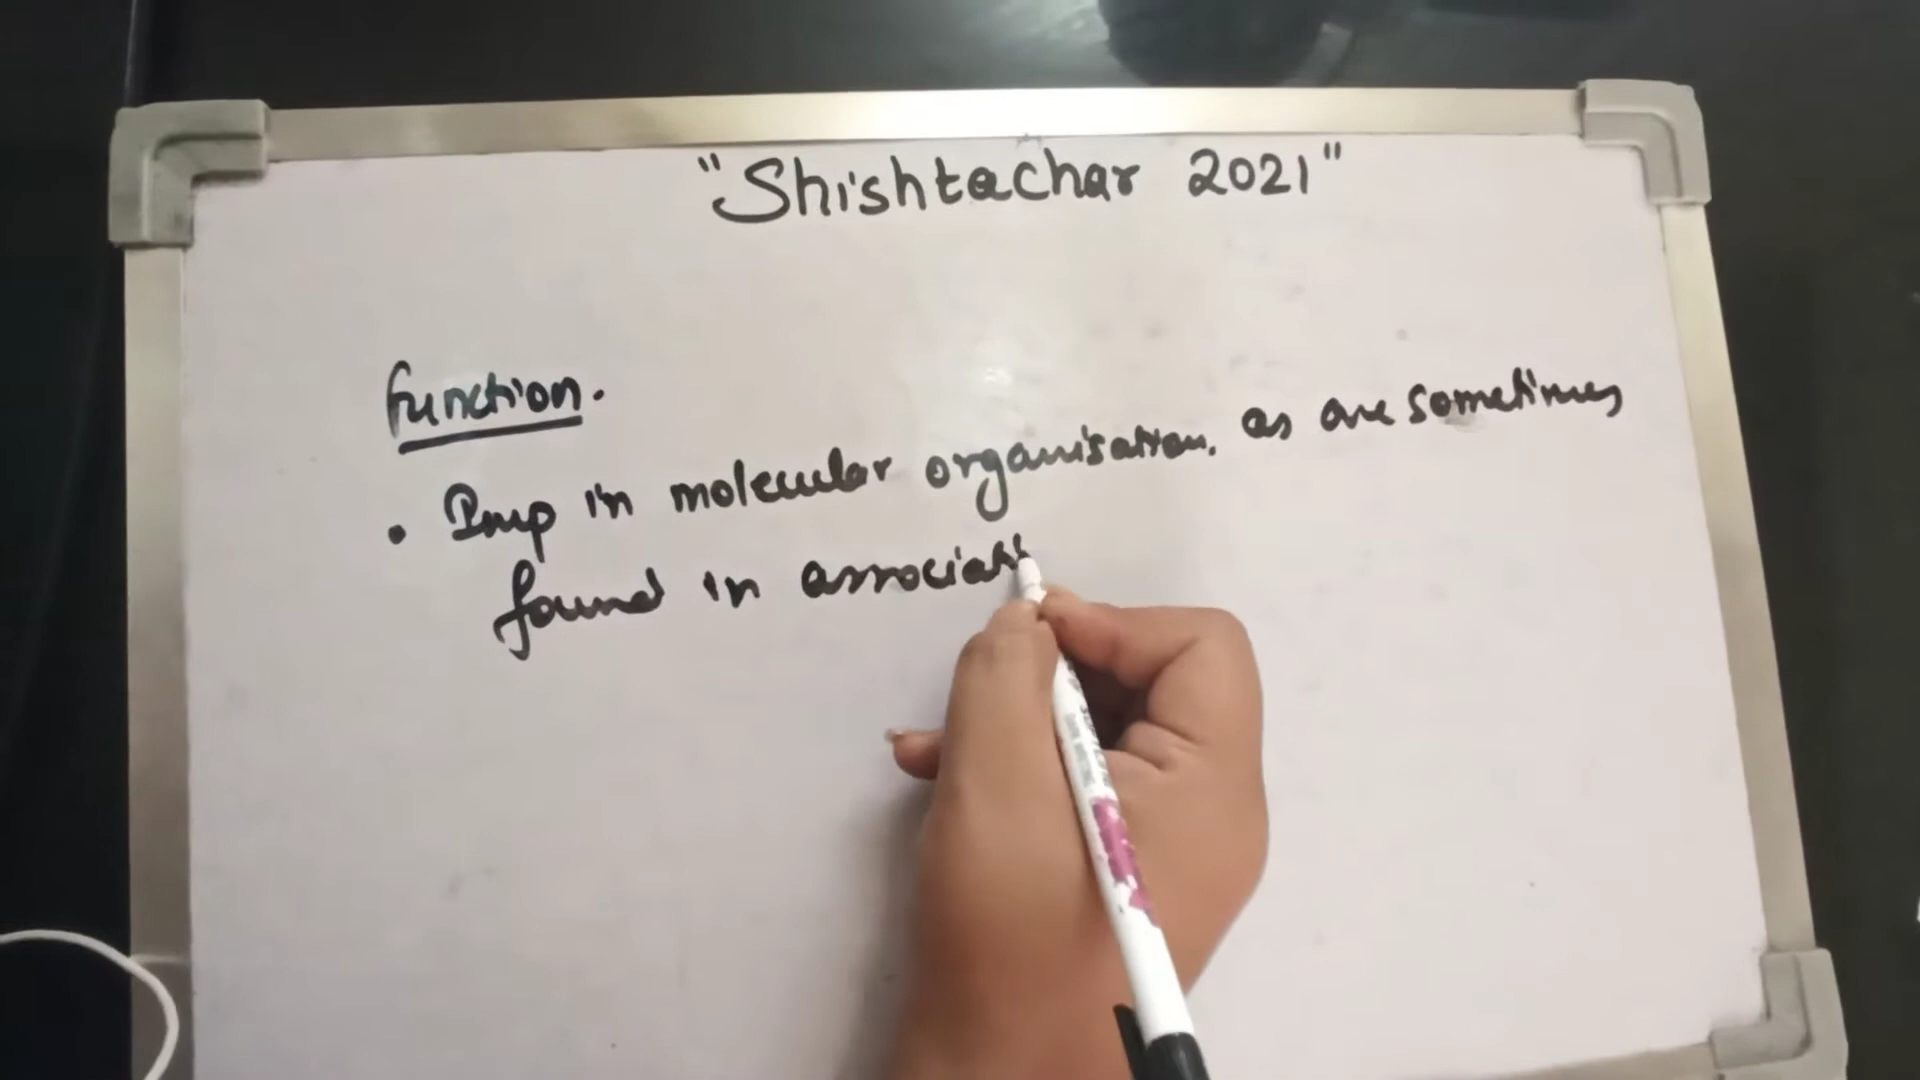 "Shishtachar 2021"
function.
• Imp in molecular organisation, as are sometimes
found in associati